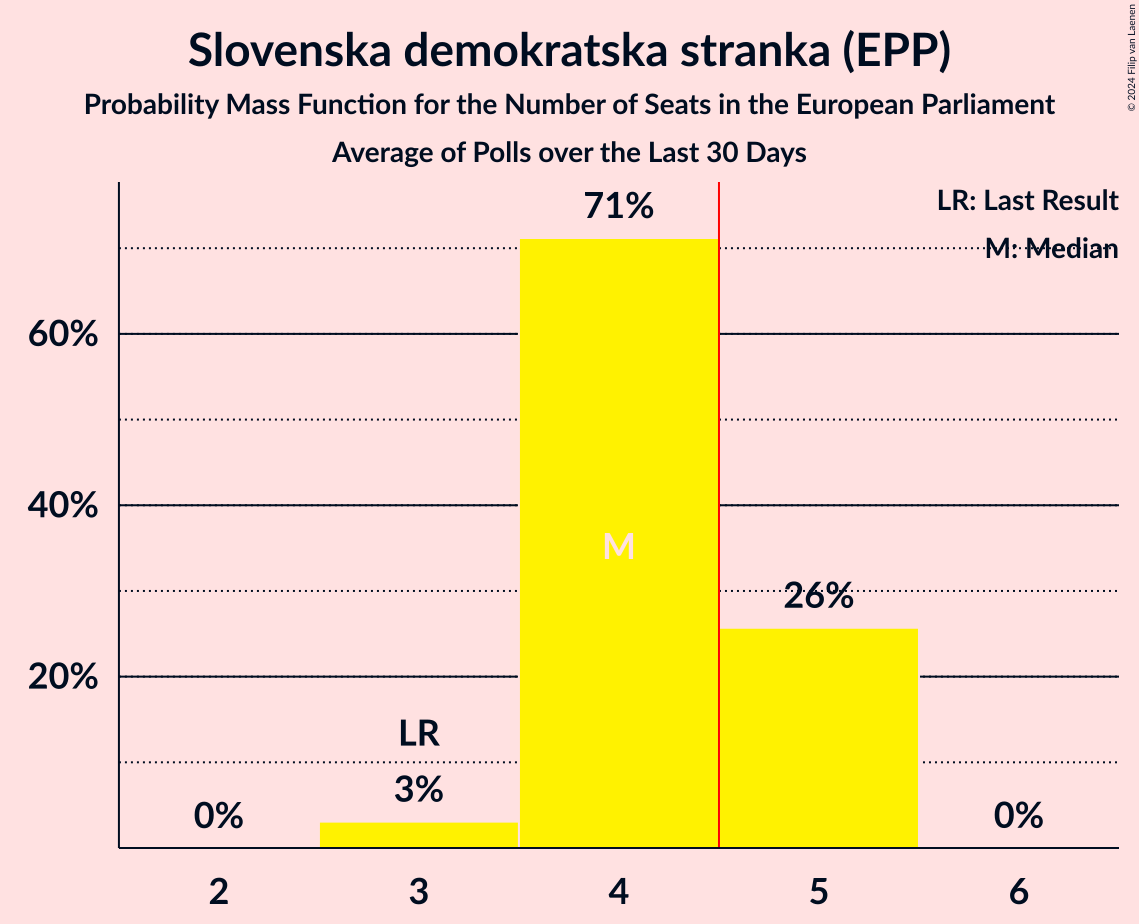 Slovenska demokratska stranka (EPP)
Probability Mass Function for the Number of Seats in the European Parliament
Average of Polls over the Last 30 Days
© 2024 Filip van Laenen
LR: Last Result
M: Median
71%
60%
40%
M
26%
20%
LR
3%
0%
0%
2
3
4
5
6